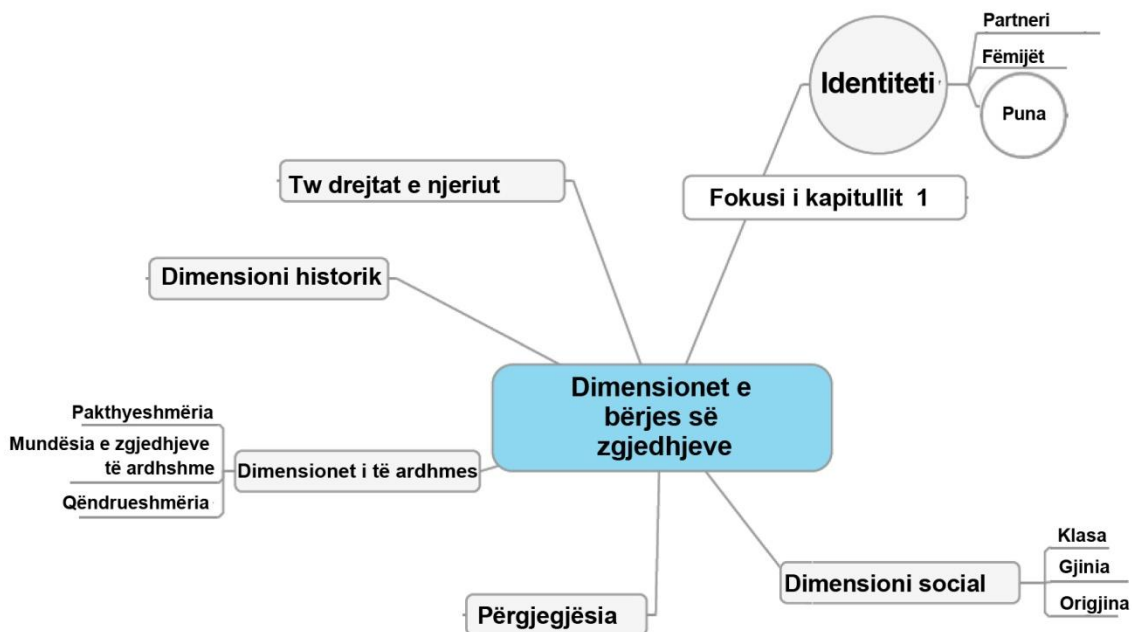 Partneri
Fëmijët
Identiteti
Puna
Tw drejtat e njeriut
Fokusi i kapitullit 1
Dimensioni historik
Dimensionet e
bërjes së
zgjedhjeve
Pakthyeshmëria
Mundësia e zgjedhjeve
të ardhshme
Qëndrueshmëria
Dimensionet i të ardhmes
Klasa
Gjinia
Origjina
Dimensioni social
Përgjegjësia